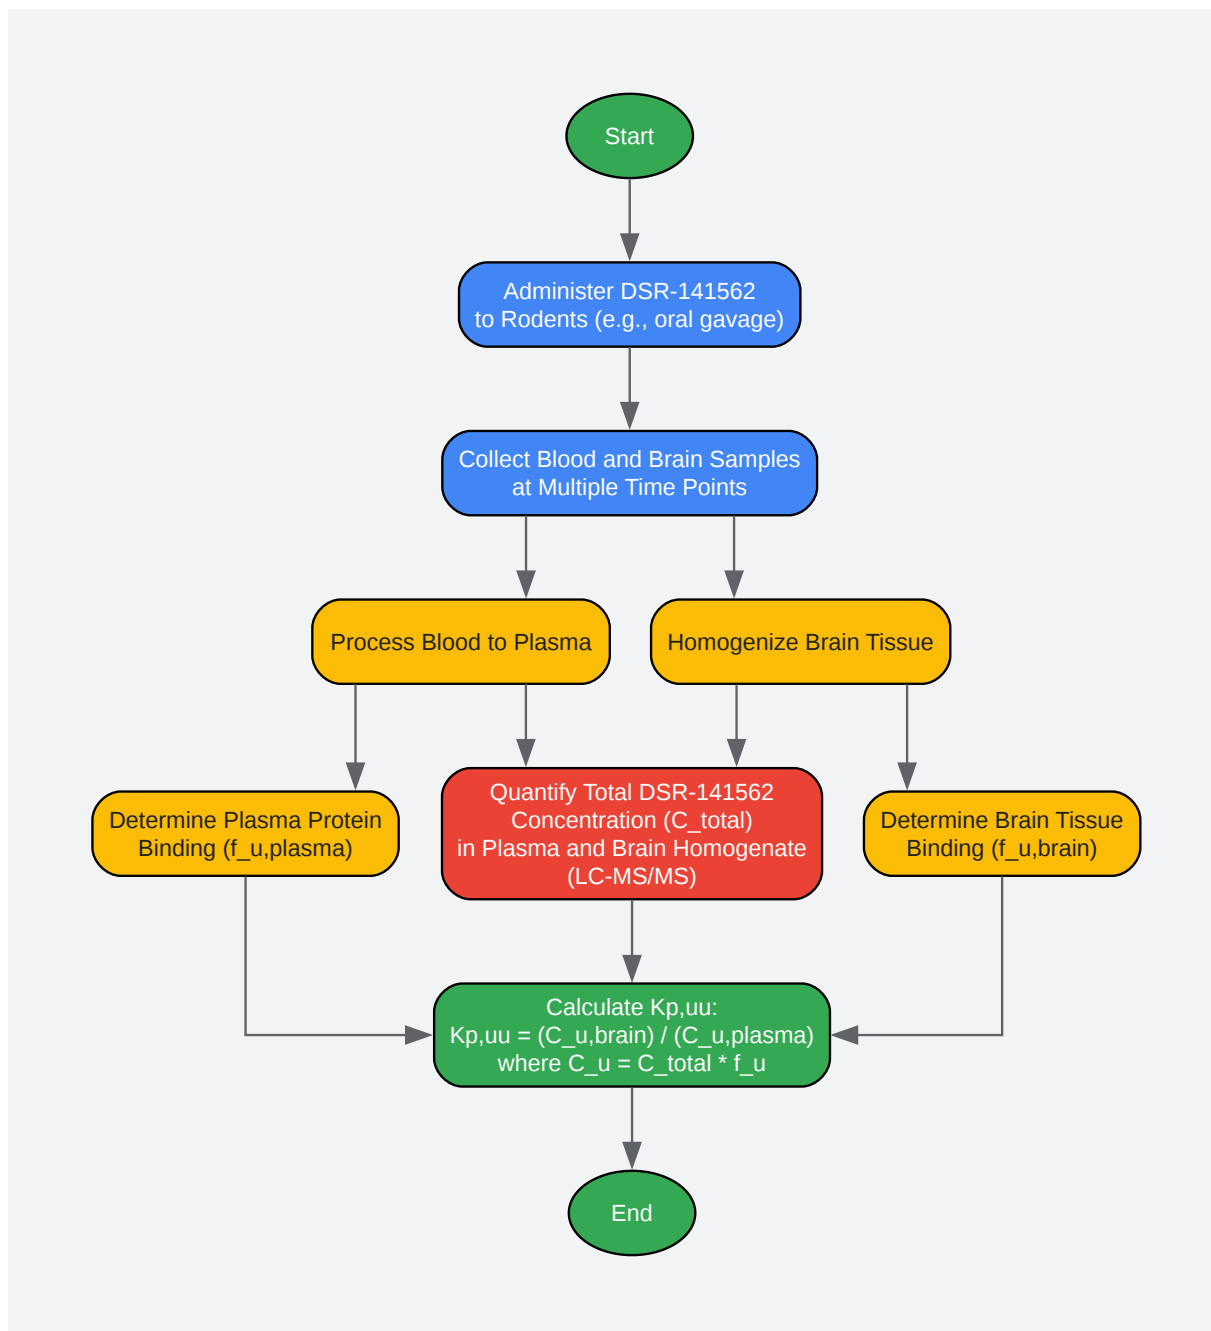 Start
Administer DSR-141562
to Rodents (e.g., oral gavage)
Collect Blood and Brain Samples
at Multiple Time Points
Process Blood to Plasma
Homogenize Brain Tissue
Determine Plasma Protein
Binding (f_u,plasma)
Quantify Total DSR-141562
Concentration (C_total)
in Plasma and Brain Homogenate
(LC-MS/MS)
Determine Brain Tissue
Binding (f_u,brain)
Calculate Kp,uu:
Kp,uu = (C_u,brain) / (C_u,plasma)
where C_u = C_total * f_u
End